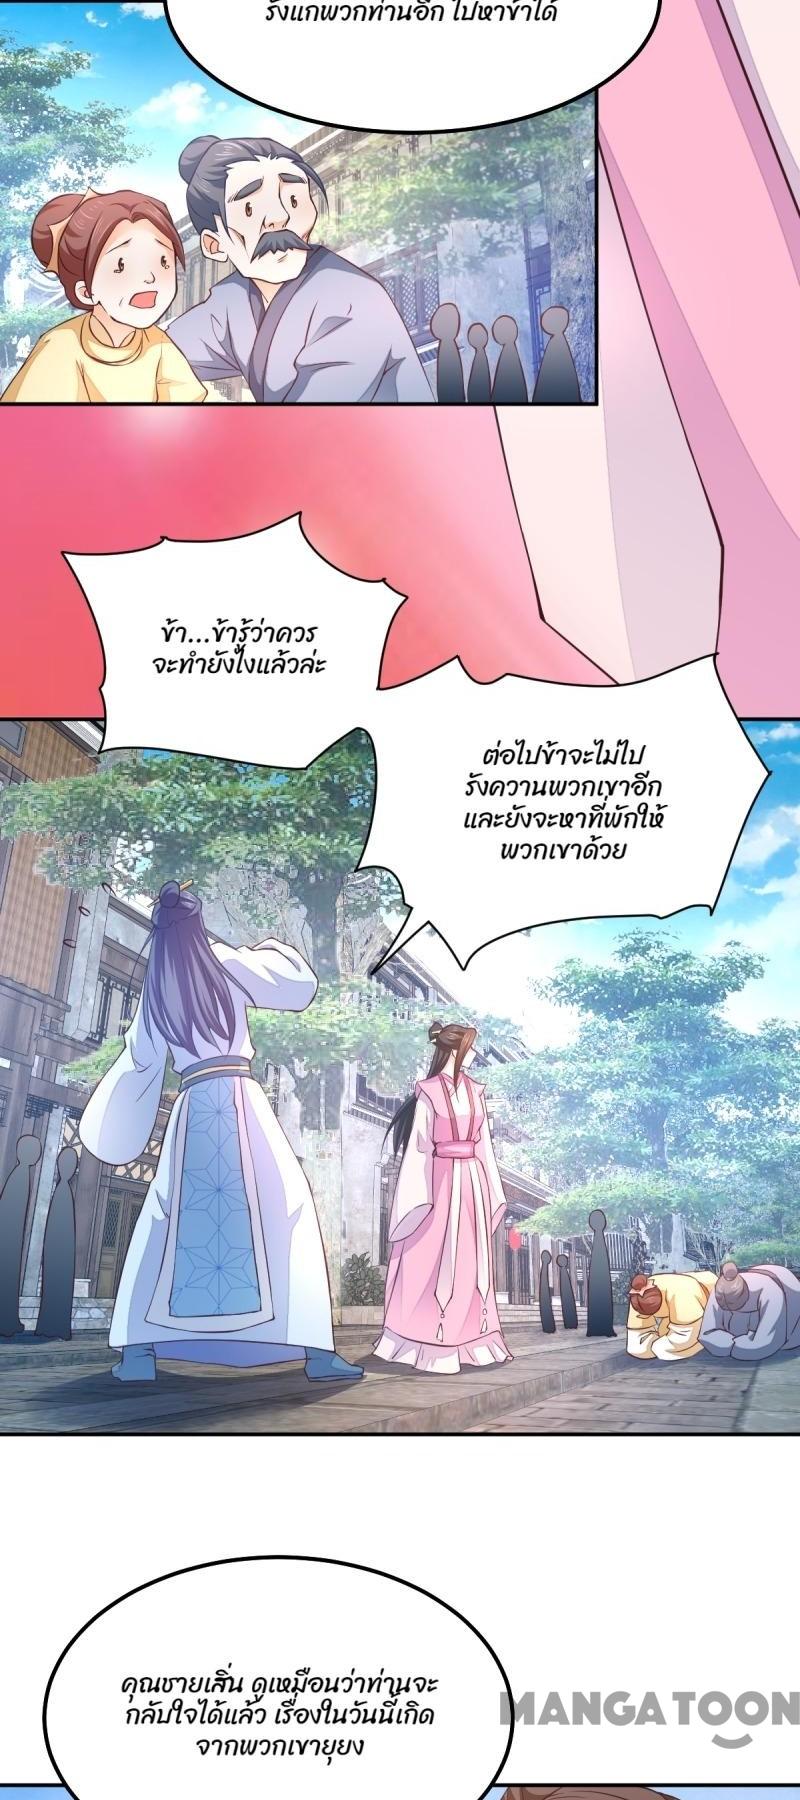 รังแกพวกท่านอีก ไปหาข้าได้
ข้า...ข้ารู้ว่าควร
จะทำยังไงแล้วล่ะ
ต่อไปข้าจะไม่ไป
รังควานพวกเขาอีก
และยังจะหาที่พักให้
พวกเขาด้วย
คุณชายเสิ่น ดูเหมือนว่าท่านจะ
กลับใจได้แล้ว เรื่องในวันนี้เกิด
จากพวกเขายุยง
MANGATOON